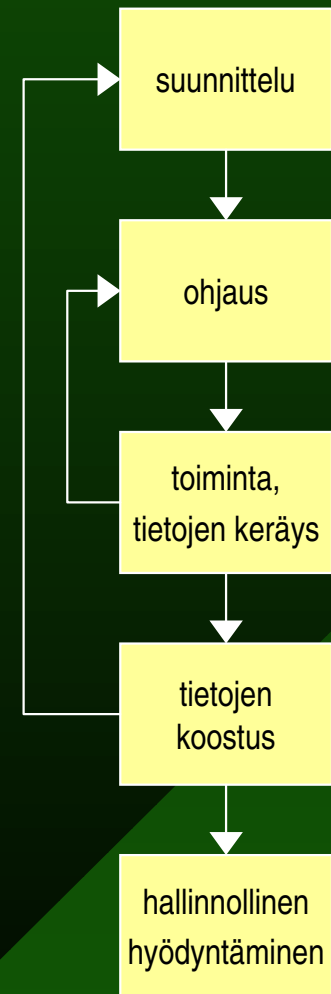 suunnittelu
ohjaus
toiminta,
tietojen keräys
tietojen
koostus
hallinnollinen
hyödyntäminen